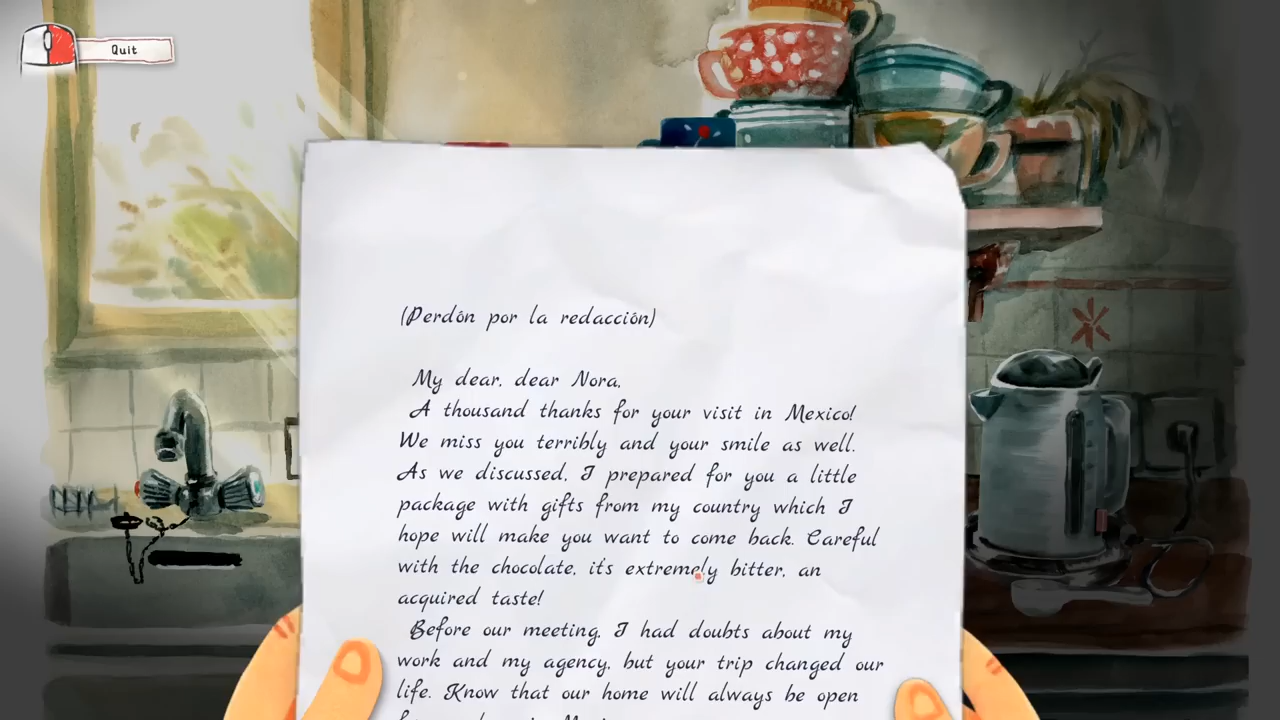 Quit
(Perdón por la redacción)
My dear, dear Nora,
A thousand thanks for your visit in Mexico!
We miss you terribly and your smile as well.
As we discussed, I prepared for you a little
package with gifts from my country which I
hope will make you want to come back. Careful
with the chocolate, its extremely bitter, an
acquired taste!
Before our meeting, I had doubts about my
work and my agency, but your trip changed our
life. Know that our home will always be open